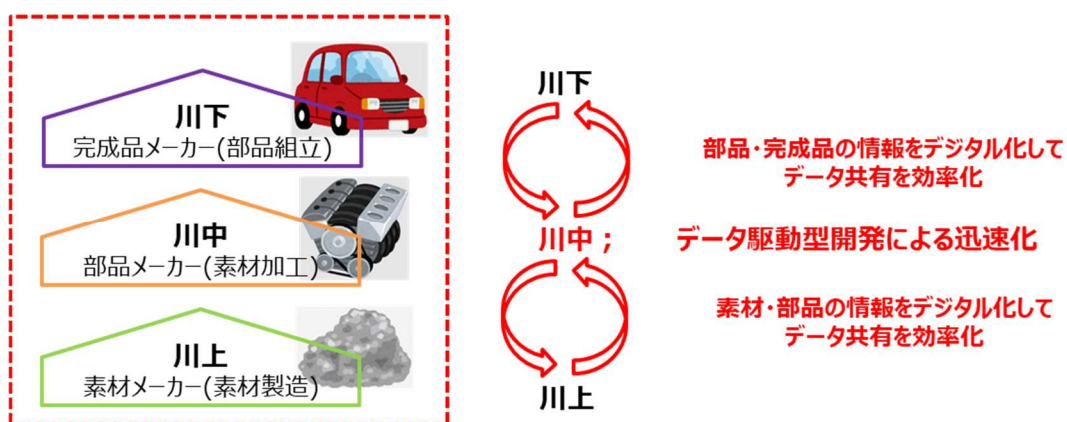 川下
完成品メーカー(部品組立)
川中
部品メーカー(素材加工)
川上
素材メーカー(素材製造)
川下
部品・完成品の情報をデジタル化して
データ共有を効率化
川中； データ駆動型開発による迅速化
素材・部品の情報をデジタル化して
データ共有を効率化
川上